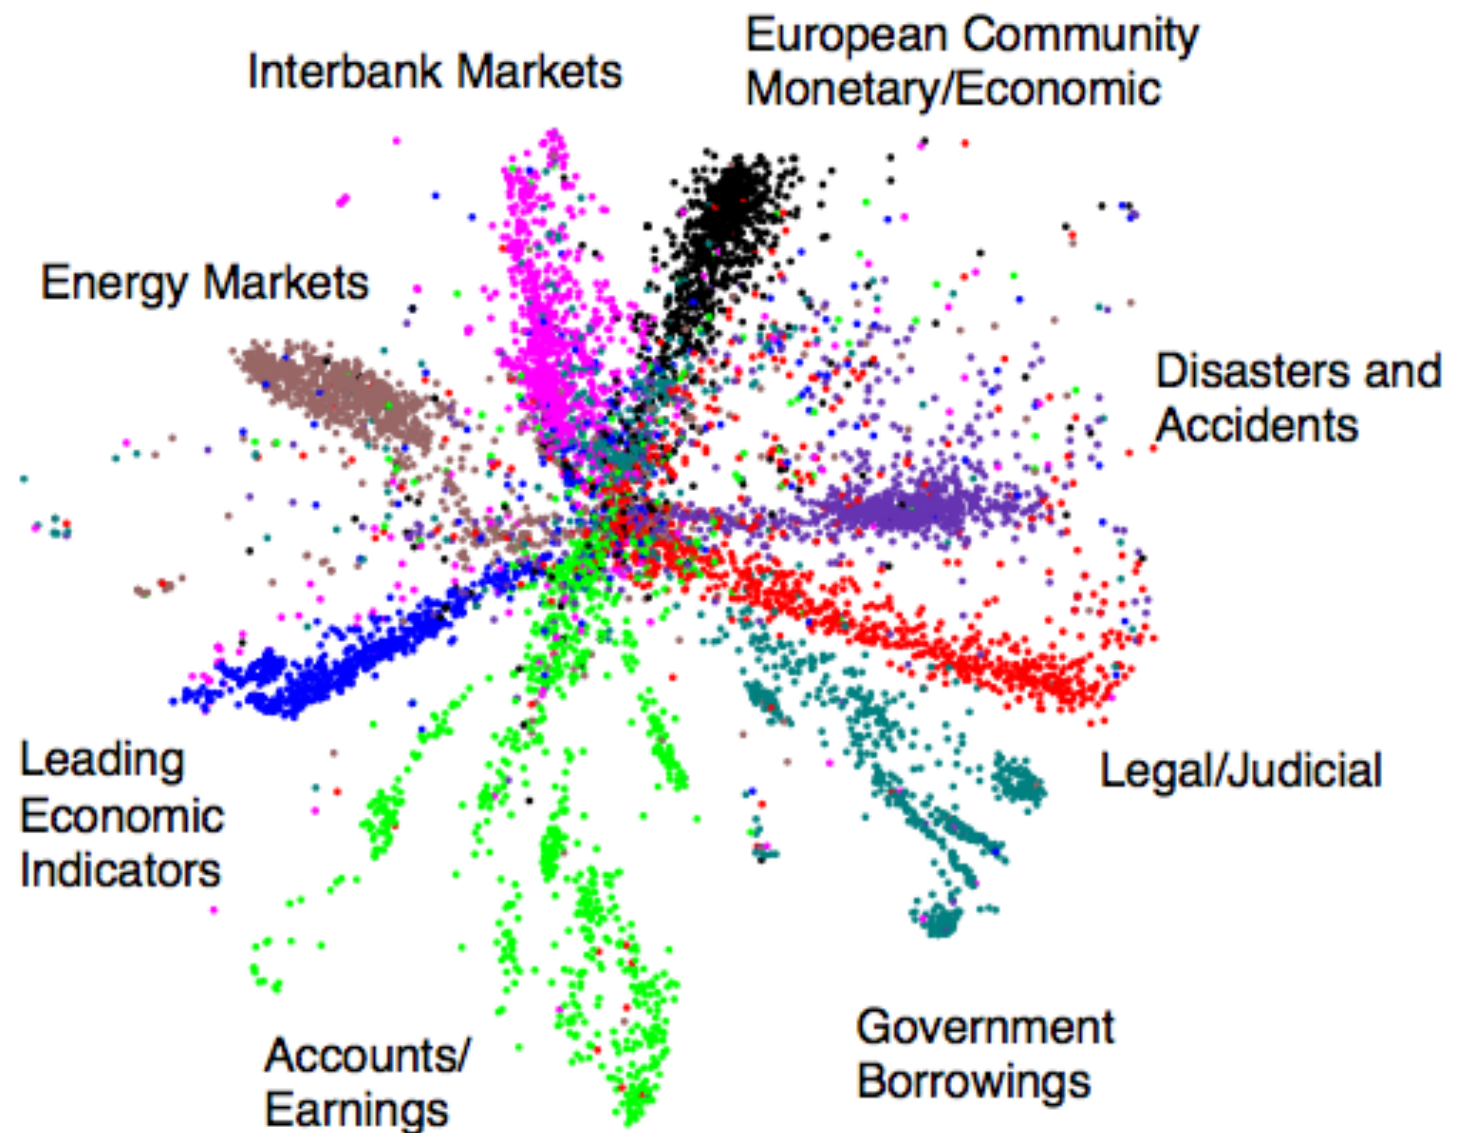 Interbank Markets
European Community
Monetary/Economic
Energy Markets
Disasters and
Accidents
Leading
Economic
Indicators
Legal/Judicial
Accounts/
Earnings
Government
Borrowings